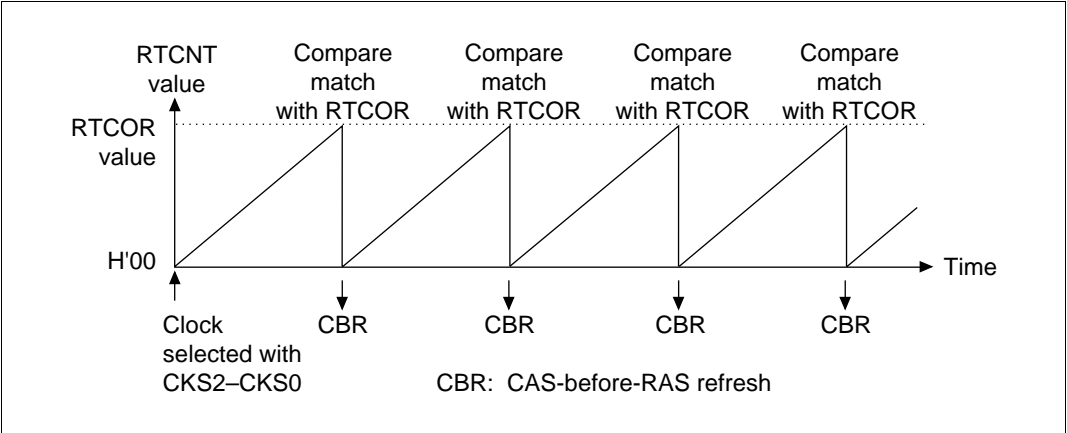 RTCNT
value
Compare
match
with RTCOR
Compare
match
with RTCOR
Compare
match
with RTCOR
Compare
match
with RTCOR
RTCOR
value
H'00
Time
Clock
selected with
CKS2–CKS0
CBR
CBR
CBR
CBR
CBR: CAS-before-RAS refresh